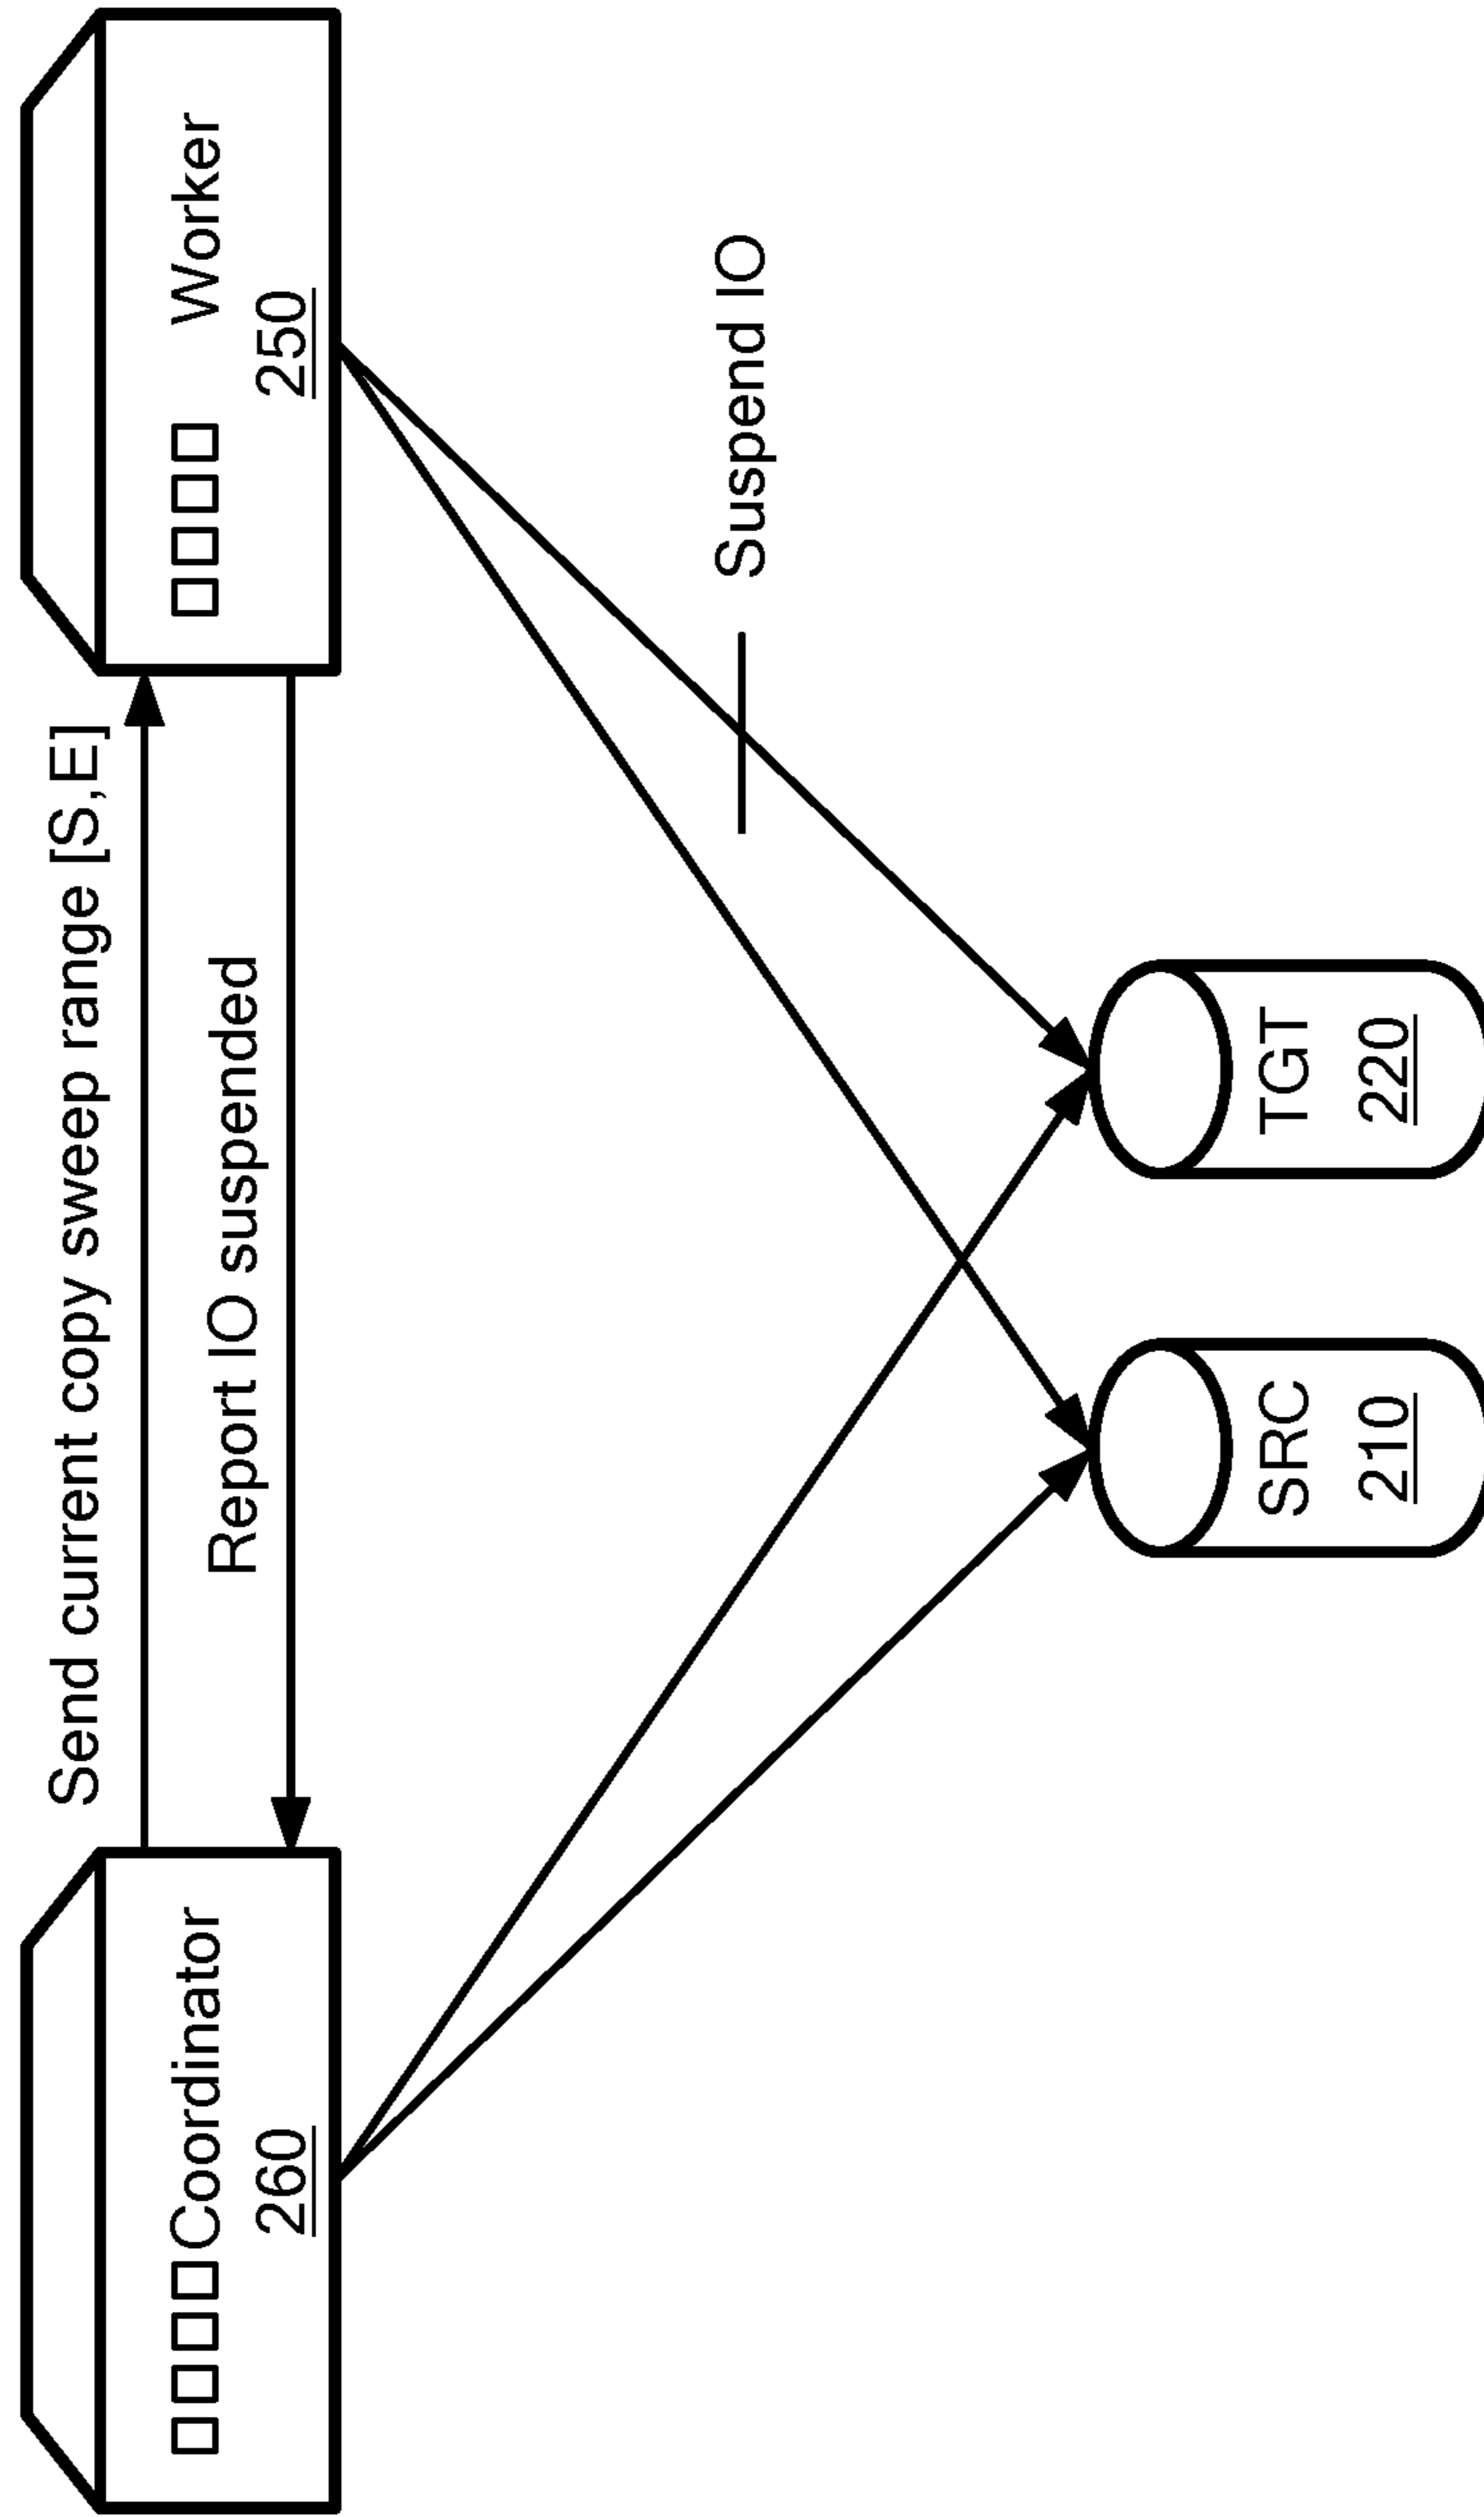 Send current copy sweep range [S,E]
Coordinator
260
Report IO suspended
Worker
250
Suspend IO
SRC
210
TGT
220